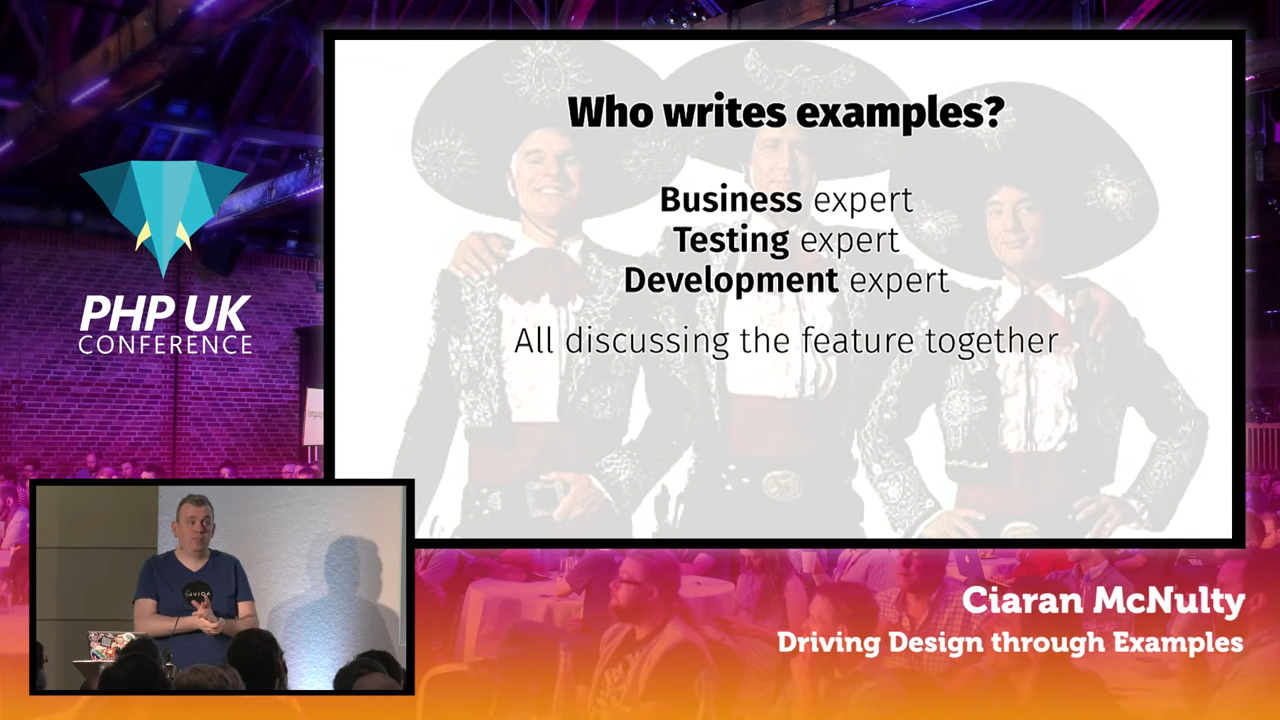 Who writes examples?
Business expert
Testing expert
Development expert
All discussing the feature together
PHP UK
CONFERENCE
INVIQA
Ciaran McNulty
Driving Design through Examples